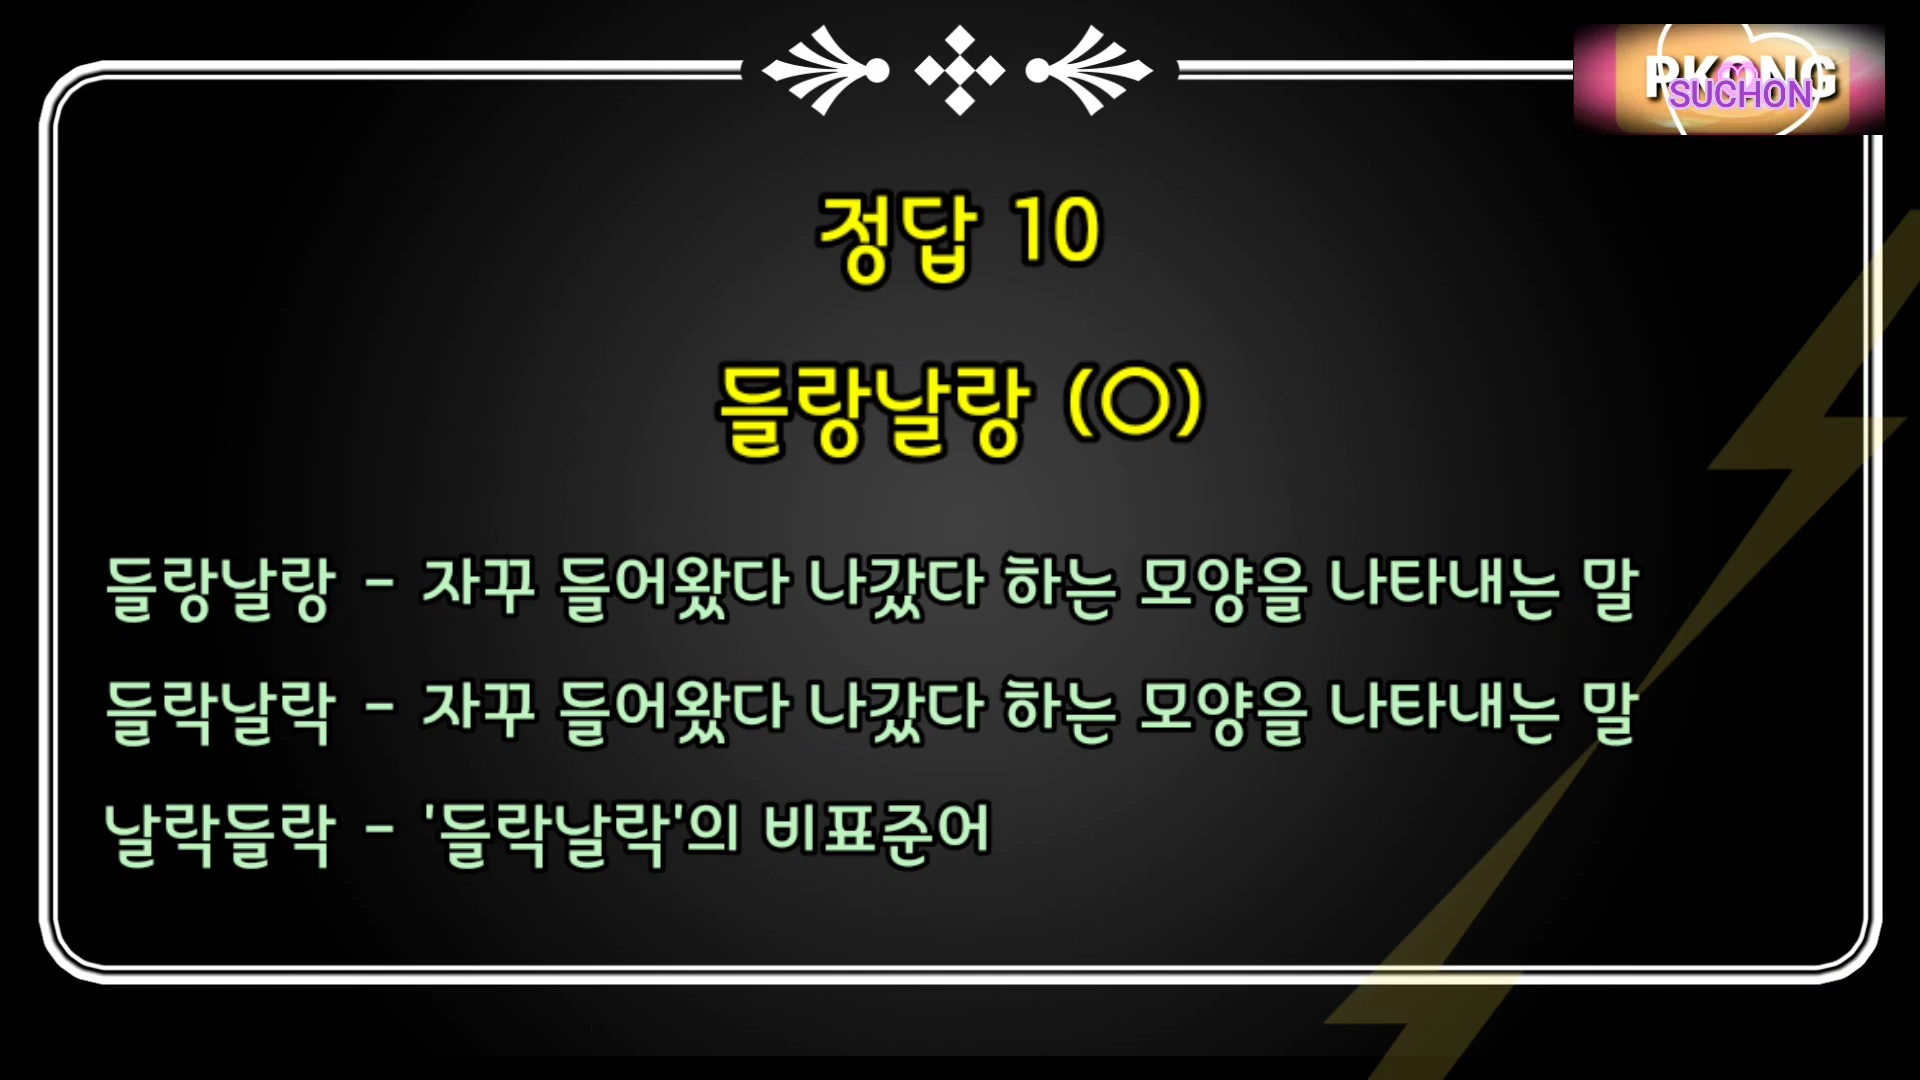 PKONG
SUCHON
정답 10
들랑날랑 (○)
들랑날랑 - 자꾸 들어왔다 나갔다 하는 모양을 나타내는 말
들락날락 - 자꾸 들어왔다 나갔다 하는 모양을 나타내는 말
날락들락 - '들락날락'의 비표준어